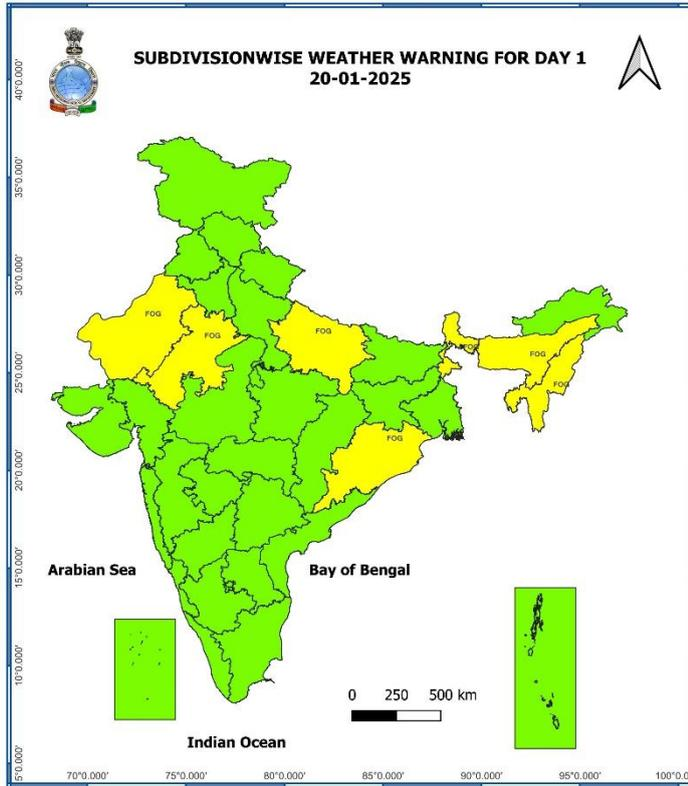 SUBDIVISIONWISE WEATHER WARNING FOR DAY 1
20-01-2025
40°0.000'
35°0.000'
30°0.000'
25°0.000'
20°0.000'
15°0.000'
10°0.000'
5°0.000'
FOG
FOG
FOG
FOG
FOG
FOG
FOG
Arabian Sea
Bay of Bengal
0 250 500 km
Indian Ocean
70°0.000' 75°0.000' 80°0.000' 85°0.000' 90°0.000' 95°0.000' 100°0.0